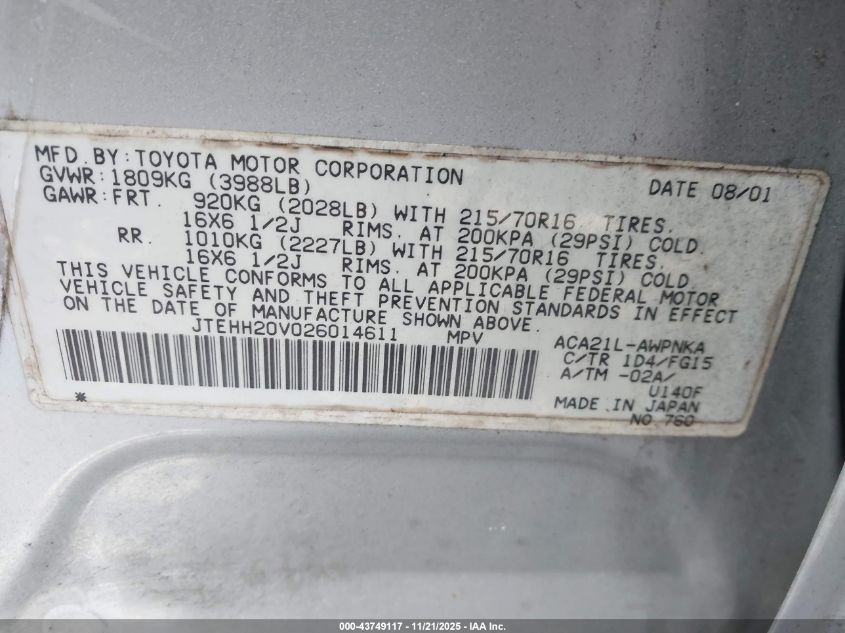 MFD. BY: TOYOTA MOTOR CORPORATION DATE 08/01
GVWR: 1809KG (3988LB)
GAWR: FRT. 920KG (2028LB) WITH 215/70R16 TIRES.
16X6 1/2J RIMS. AT 200KPA (29PSI) COLD.
RR. 1010KG (2227LB) WITH 215/70R16 TIRES.
16X6 1/2J RIMS. AT 200KPA (29PSI) COLD
THIS VEHICLE CONFORMS TO ALL APPLICABLE FEDERAL MOTOR
VEHICLE SAFETY AND THEFT PREVENTION STANDARDS IN EFFECT
ON THE DATE OF MANUFACTURE SHOWN ABOVE.
JTEHH20V026014611 MPV
ACA21L-AWPNKA
C/TR 1D4/FG15
A/TM -02A/
U140F
MADE IN JAPAN
NO 760
*
000-43749117 - 11/21/2025 - IAA Inc.